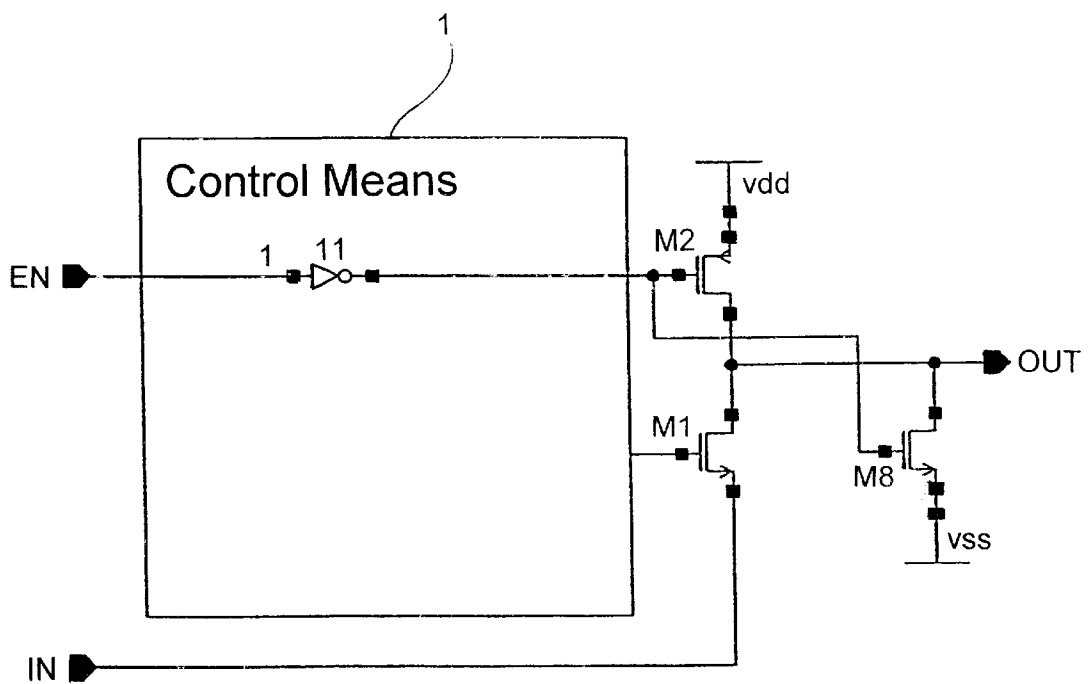 1
Control Means
vdd
M2
1
11
EN
OUT
M1
M8
vss
IN